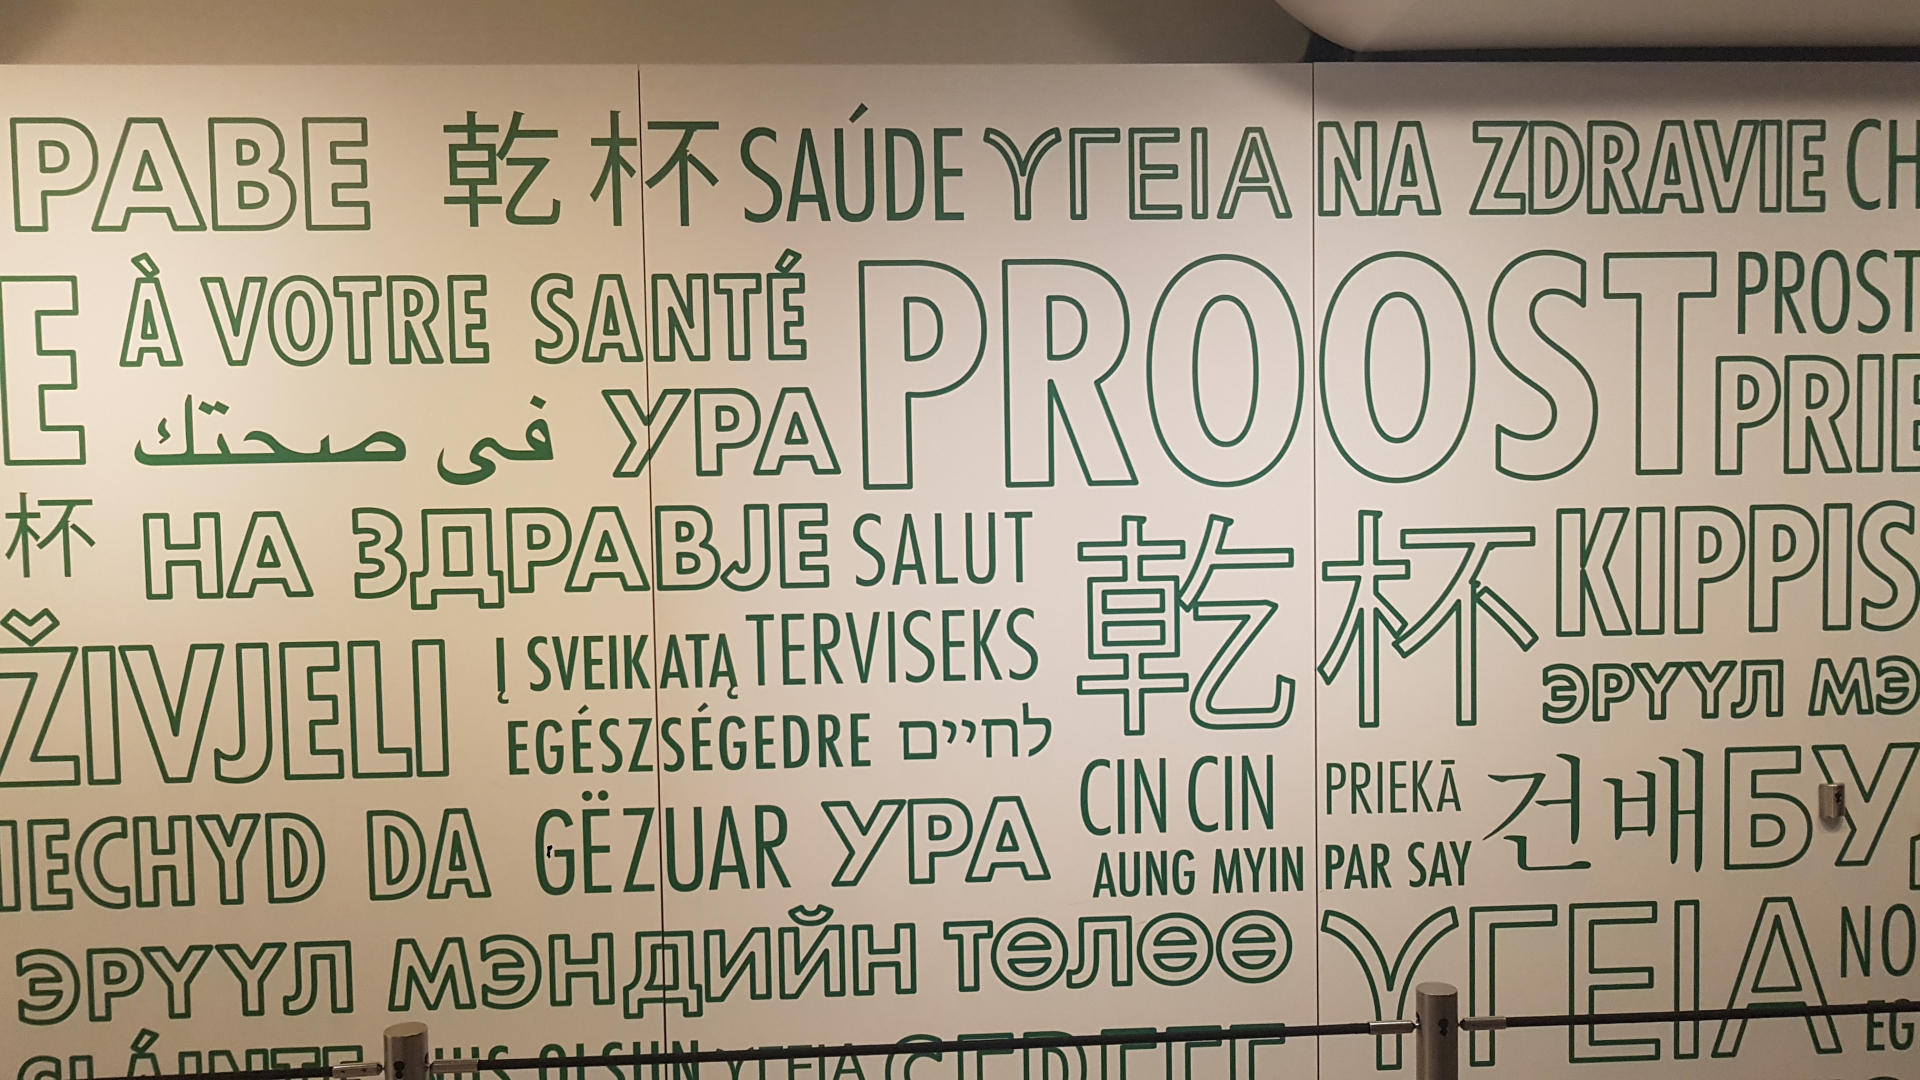 PABE 乾杯 SAÚDE ΥΓΕΙΑ NA ZDRAVIE CH
E À VOTRE SANTÉ PROOST PROST
في صحتك УРА PRIE
杯 НА ЗДРАВЈЕ SALUT 乾杯 KIPPIS
ŽIVJELI Į SVEIKATĄ TERVISEKS ЭРҮҮЛ МЭ
EGÉSZSÉGEDRE לחיים
IECHYD DA GËZUAR УРА CIN CIN PRIEKĀ 건배 БУ
AUNG MYIN PAR SAY
ЭРҮҮЛ МЭНДИЙН ТӨЛӨӨ ΥΓΕΙΑ NO
SLÁINTE OLSUN ΥΓΕΙΑ EG